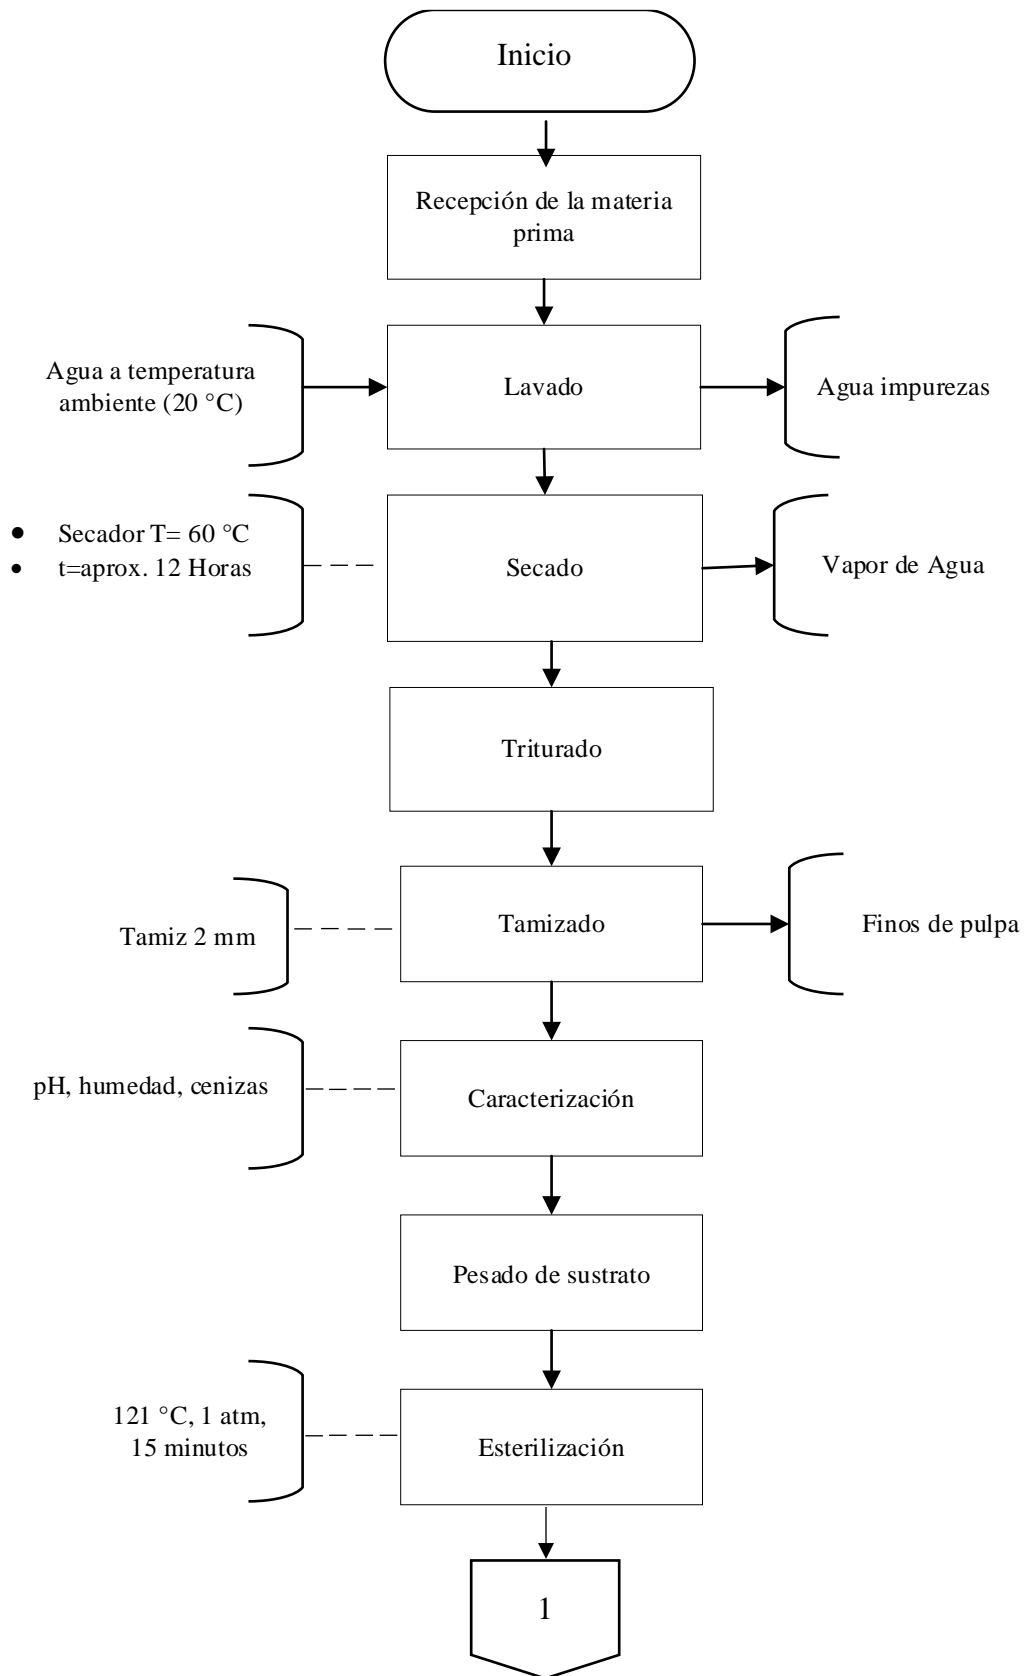 Inicio
Recepción de la materia
prima
Agua a temperatura
ambiente (20 °C)
Lavado
Agua impurezas
• Secador T= 60 °C
• t=aprox. 12 Horas
Secado
Vapor de Agua
Triturado
Tamiz 2 mm
Tamizado
Finos de pulpa
pH, humedad, cenizas
Caracterización
Pesado de sustrato
121 °C, 1 atm,
15 minutos
Esterilización
1